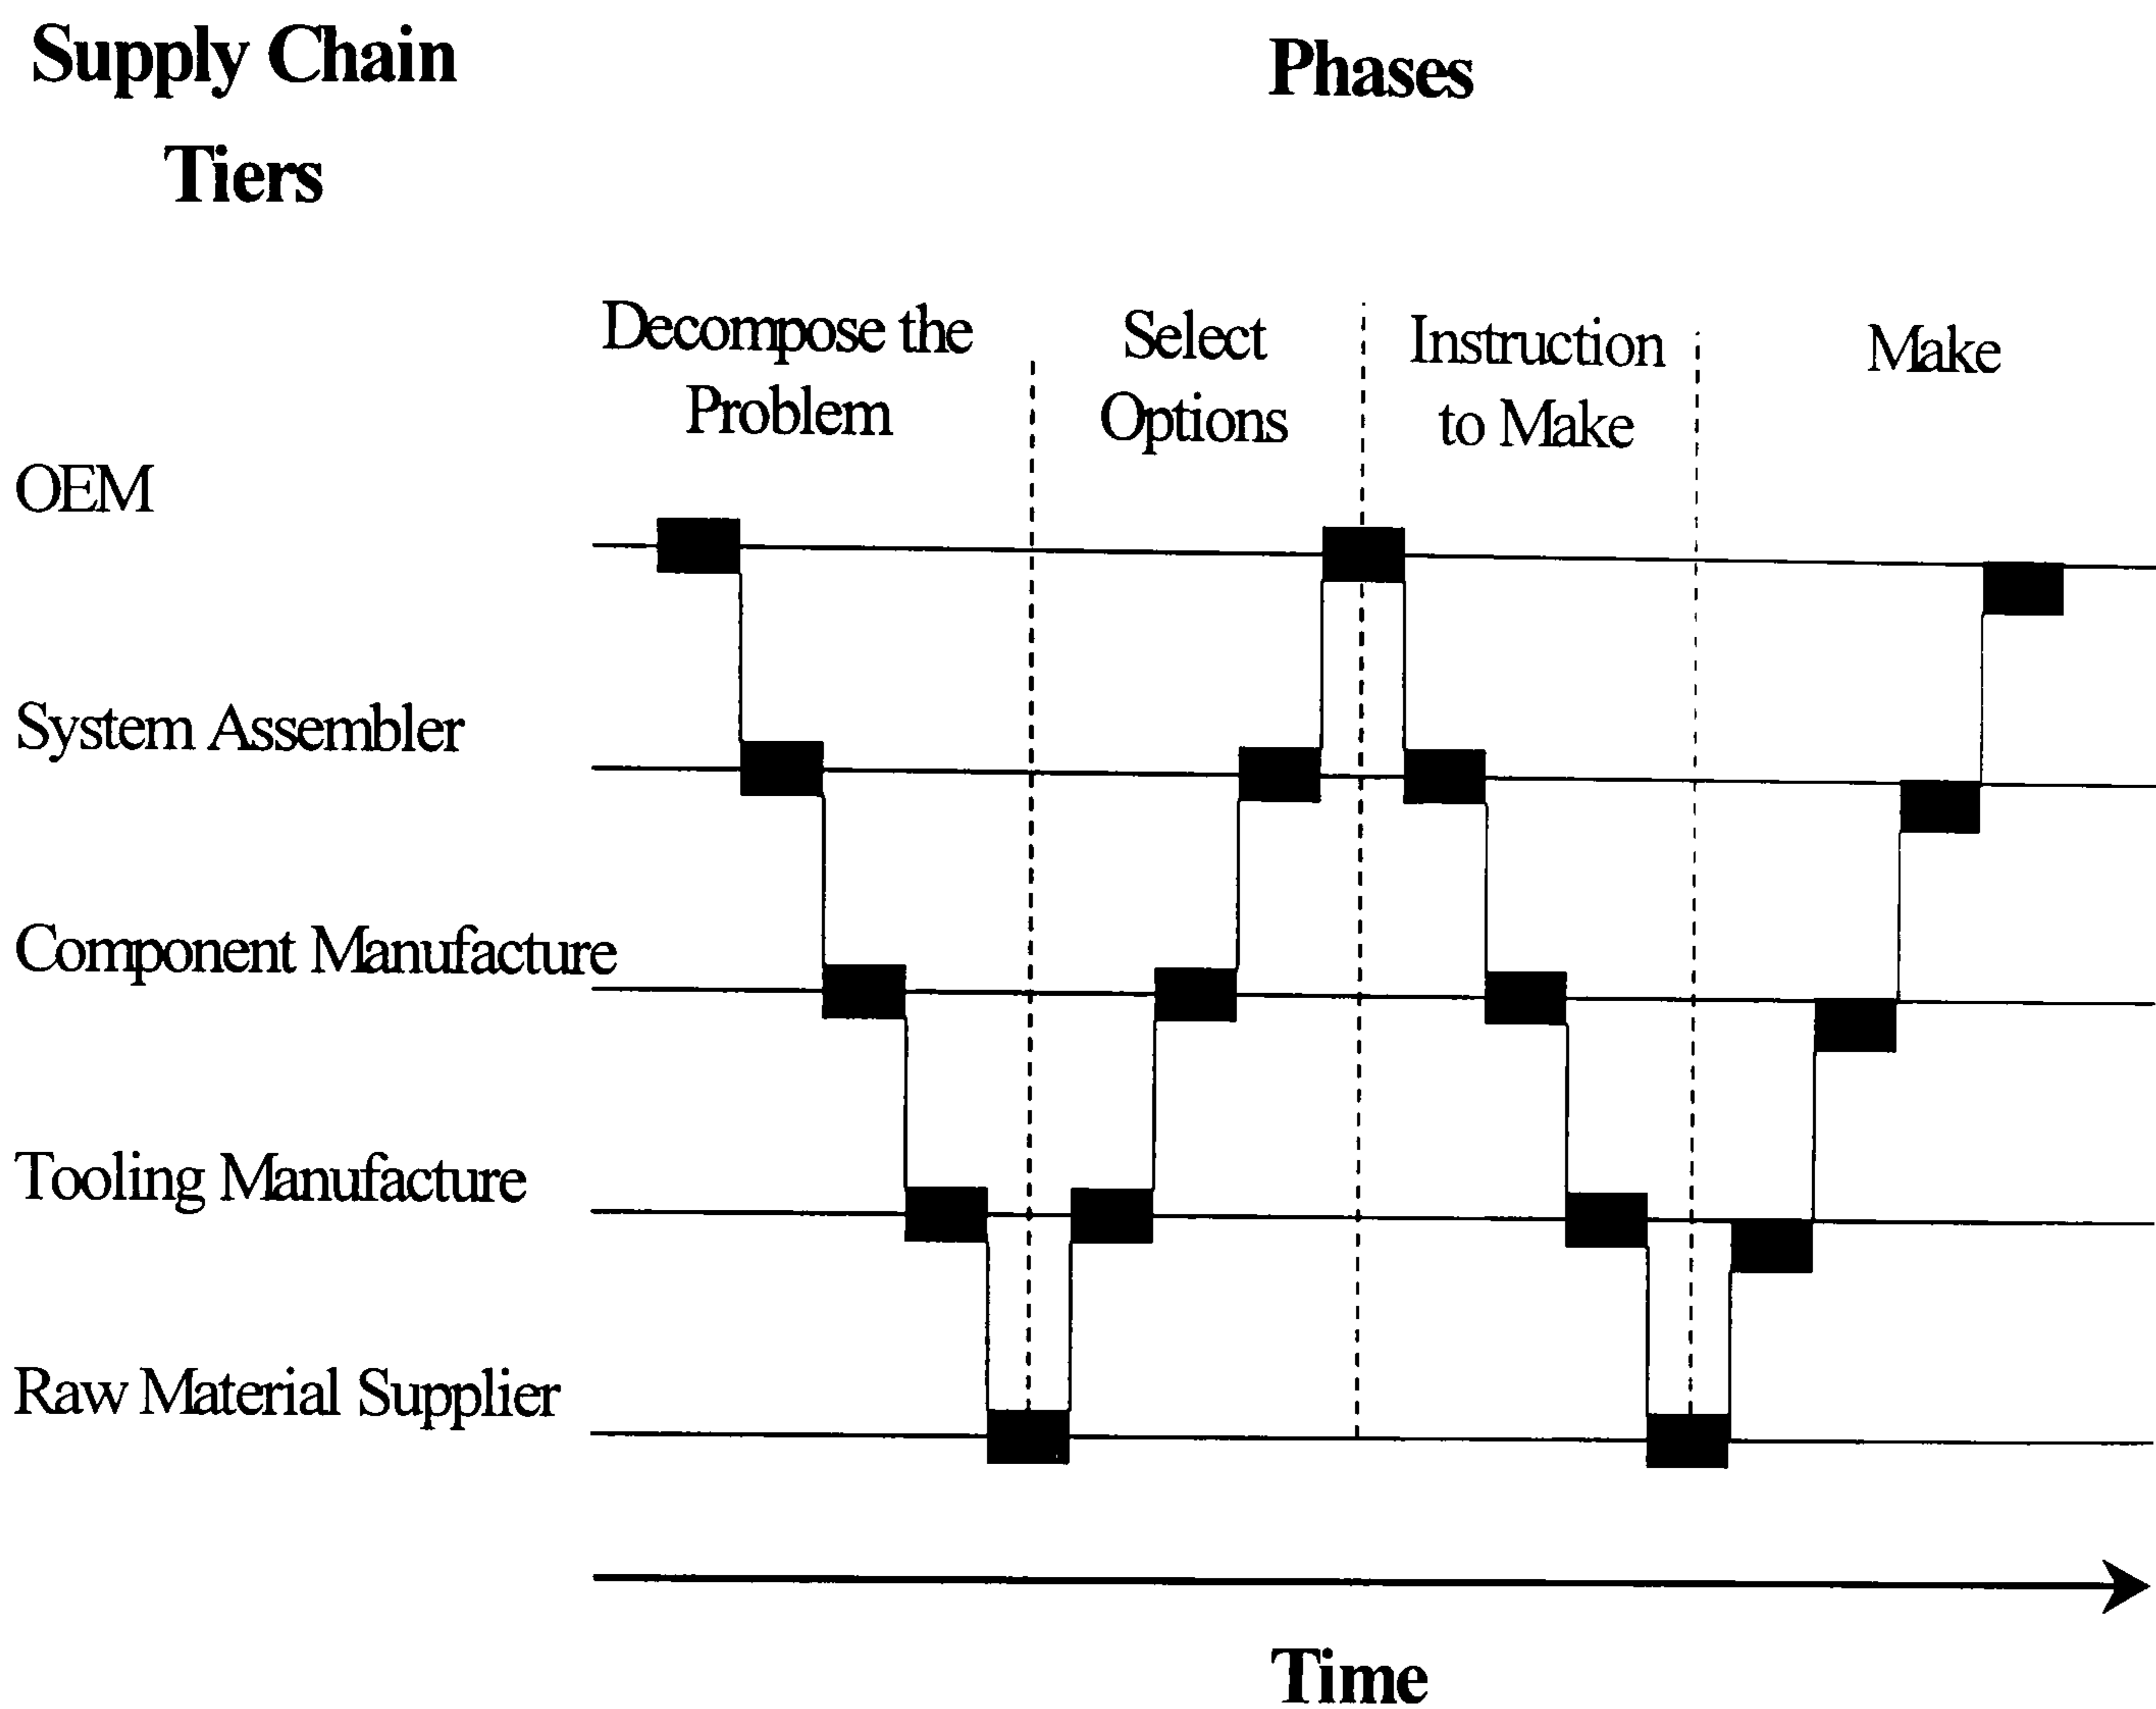 Supply Chain
Tiers
Phases
Decompose the
Problem
Select
Options
Instruction
to Make
Make
OEM
System Assembler
Component Manufacture
Tooling Manufacture
Raw Material Supplier
Time